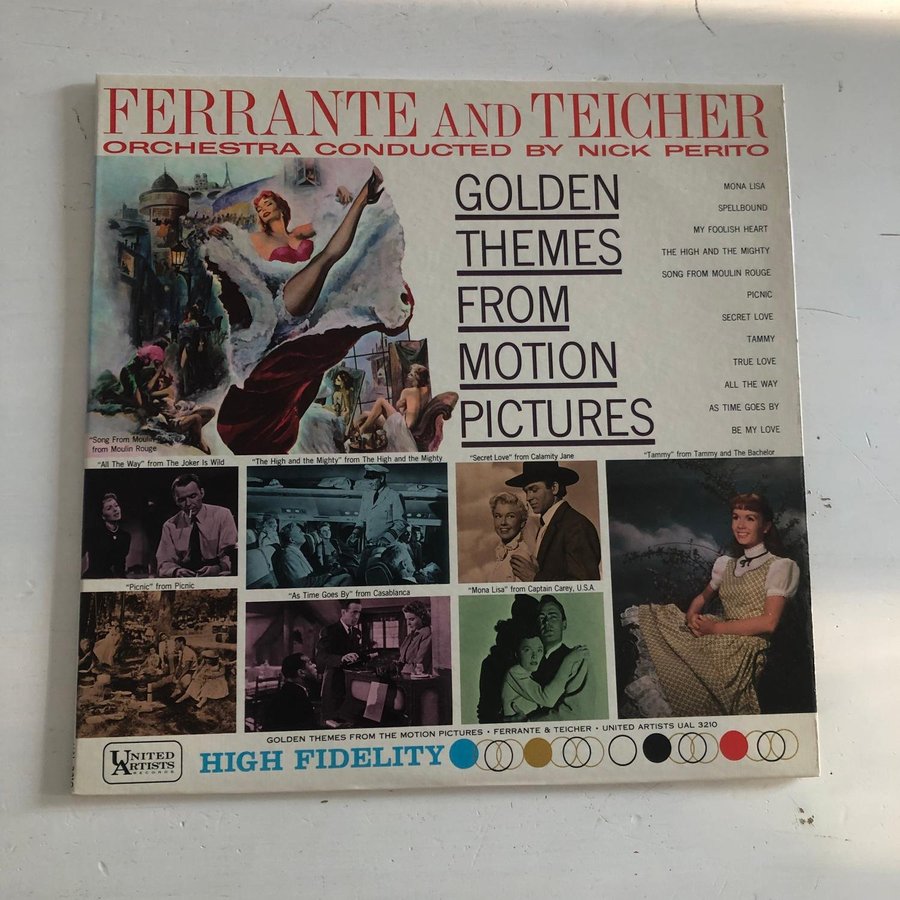 FERRANTE AND TEICHER
ORCHESTRA CONDUCTED BY NICK PERITO
GOLDEN
THEMES
FROM
MOTION
PICTURES
MONA LISA
SPELLBOUND
MY FOOLISH HEART
THE HIGH AND THE MIGHTY
SONG FROM MOULIN ROUGE
PICNIC
SECRET LOVE
TAMMY
TRUE LOVE
ALL THE WAY
AS TIME GOES BY
BE MY LOVE
"Song From Moulin Rouge"
from Moulin Rouge
"All The Way" from The Joker Is Wild
"The High and the Mighty" from The High and the Mighty
"Secret Love" from Calamity Jane
"Tammy" from Tammy and The Bachelor
"Picnic" from Picnic
"As Time Goes By" from Casablanca
"Mona Lisa" from Captain Carey, U.S.A.
GOLDEN THEMES FROM THE MOTION PICTURES • FERRANTE & TEICHER • UNITED ARTISTS UAL 3210
UNITED
ARTISTS
RECORDS
HIGH FIDELITY